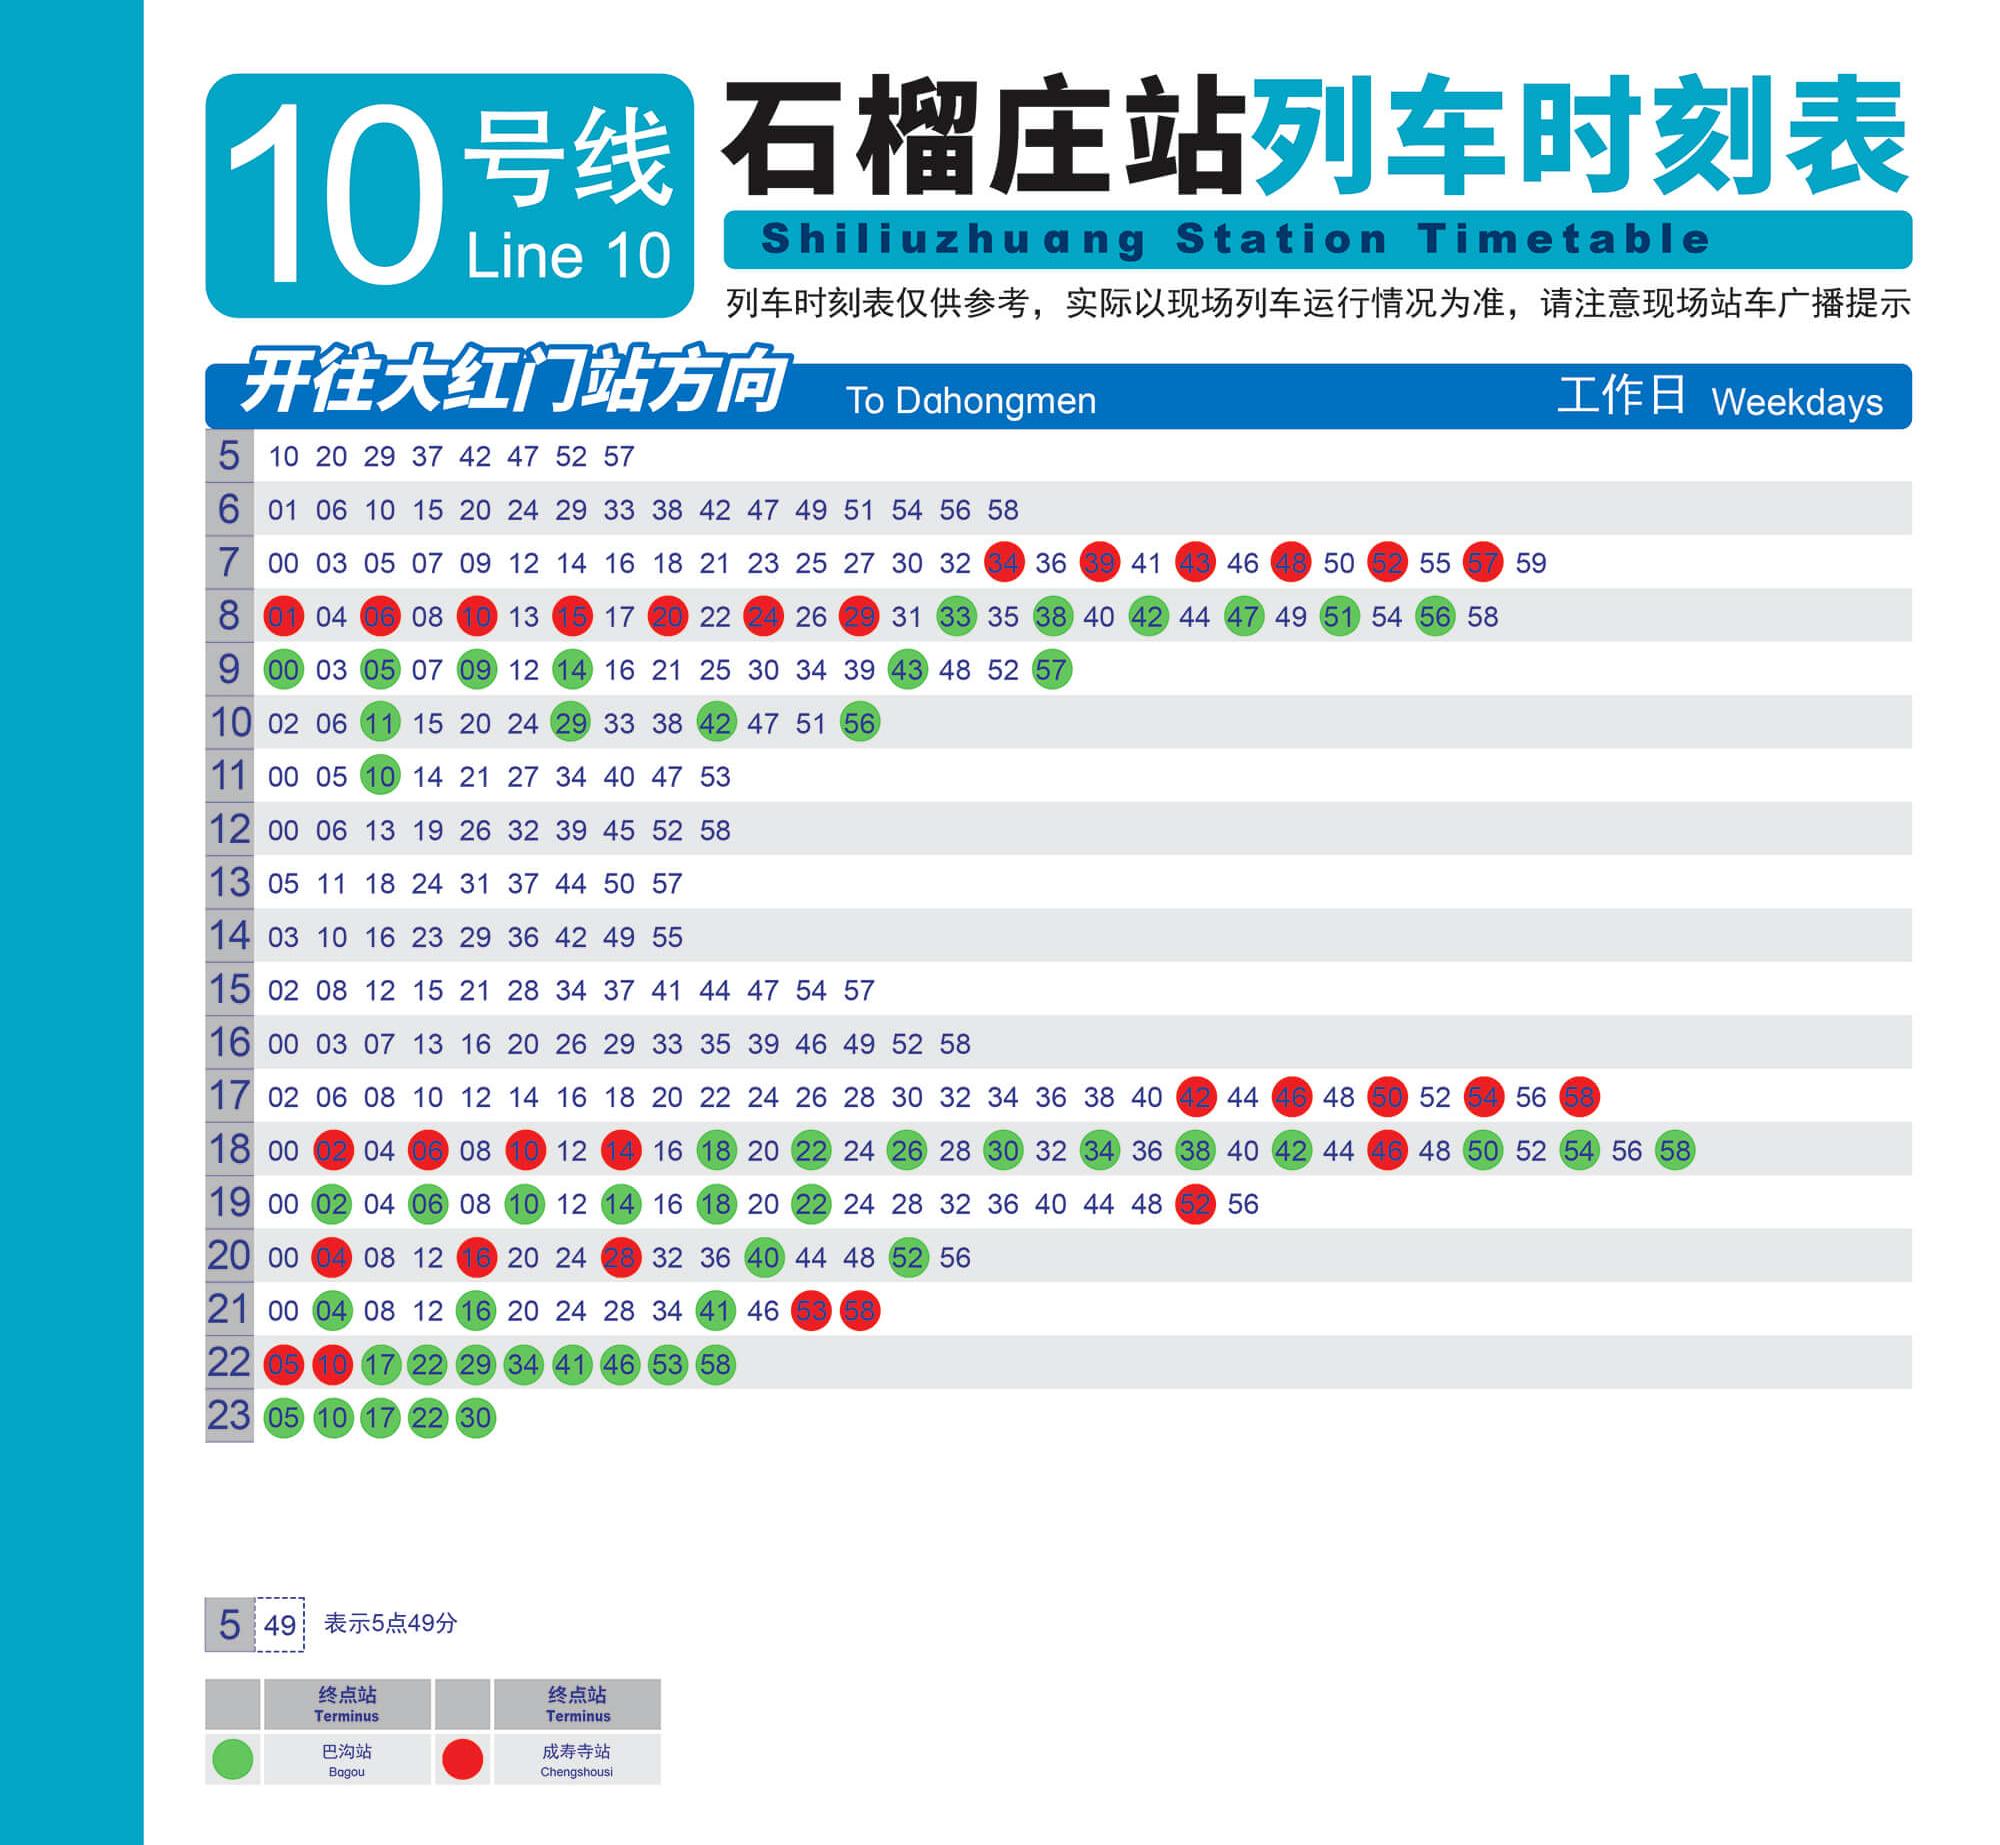 10号线
Line 10
石榴庄站列车时刻表
Shiliuzhuang Station Timetable
列车时刻表仅供参考，实际以现场列车运行情况为准，请注意现场站车广播提示
开往大红门站方向 To Dahongmen 工作日 Weekdays
5 10 20 29 37 42 47 52 57
6 01 06 10 15 20 24 29 33 38 42 47 49 51 54 56 58
7 00 03 05 07 09 12 14 16 18 21 23 25 27 30 32 34 36 39 41 43 46 48 50 52 55 57 59
8 01 04 06 08 10 13 15 17 20 22 24 26 29 31 33 35 38 40 42 44 47 49 51 54 56 58
9 00 03 05 07 09 12 14 16 21 25 30 34 39 43 48 52 57
10 02 06 11 15 20 24 29 33 38 42 47 51 56
11 00 05 10 14 21 27 34 40 47 53
12 00 06 13 19 26 32 39 45 52 58
13 05 11 18 24 31 37 44 50 57
14 03 10 16 23 29 36 42 49 55
15 02 08 12 15 21 28 34 37 41 44 47 54 57
16 00 03 07 13 16 20 26 29 33 35 39 46 49 52 58
17 02 06 08 10 12 14 16 18 20 22 24 26 28 30 32 34 36 38 40 42 44 46 48 50 52 54 56 58
18 00 02 04 06 08 10 12 14 16 18 20 22 24 26 28 30 32 34 36 38 40 42 44 46 48 50 52 54 56 58
19 00 02 04 06 08 10 12 14 16 18 20 22 24 28 32 36 40 44 48 52 56
20 00 04 08 12 16 20 24 28 32 36 40 44 48 52 56
21 00 04 08 12 16 20 24 28 34 41 46 53 58
22 05 10 17 22 29 34 41 46 53 58
23 05 10 17 22 30
5 49 表示5点49分
终点站 终点站
Terminus Terminus
巴沟站 成寿寺站
Bagou Chengshousi